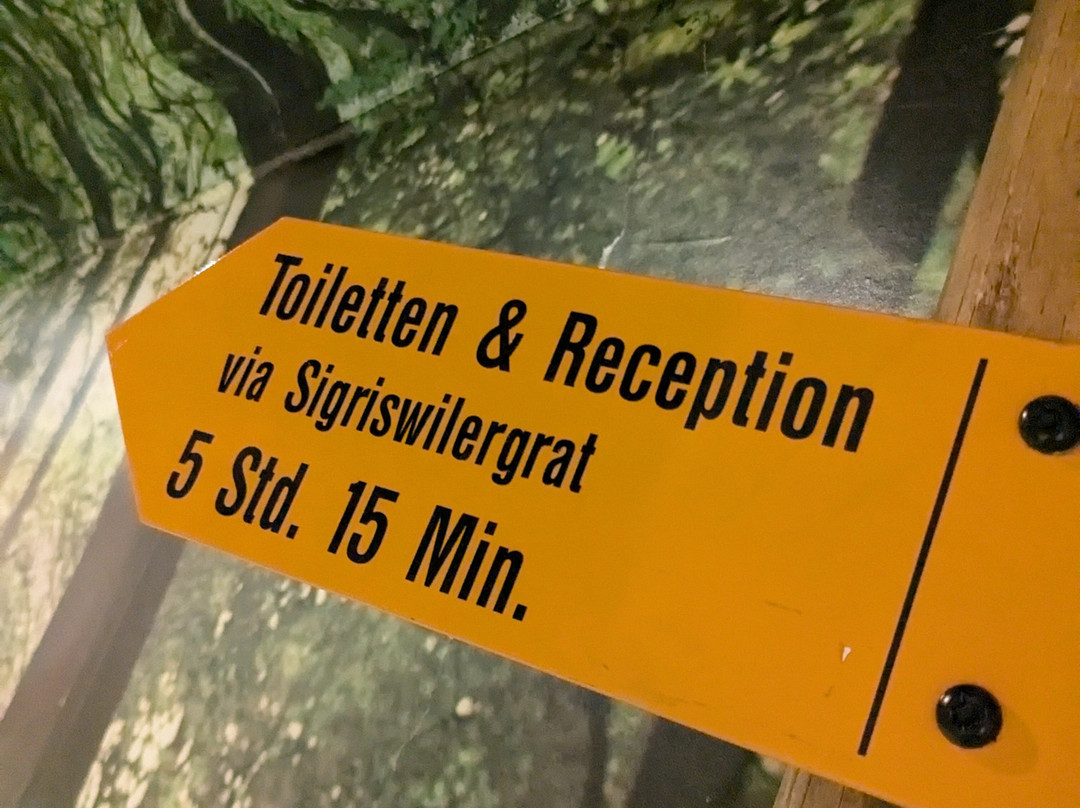 Toiletten & Reception
via Sigriswilergrat
5 Std. 15 Min.